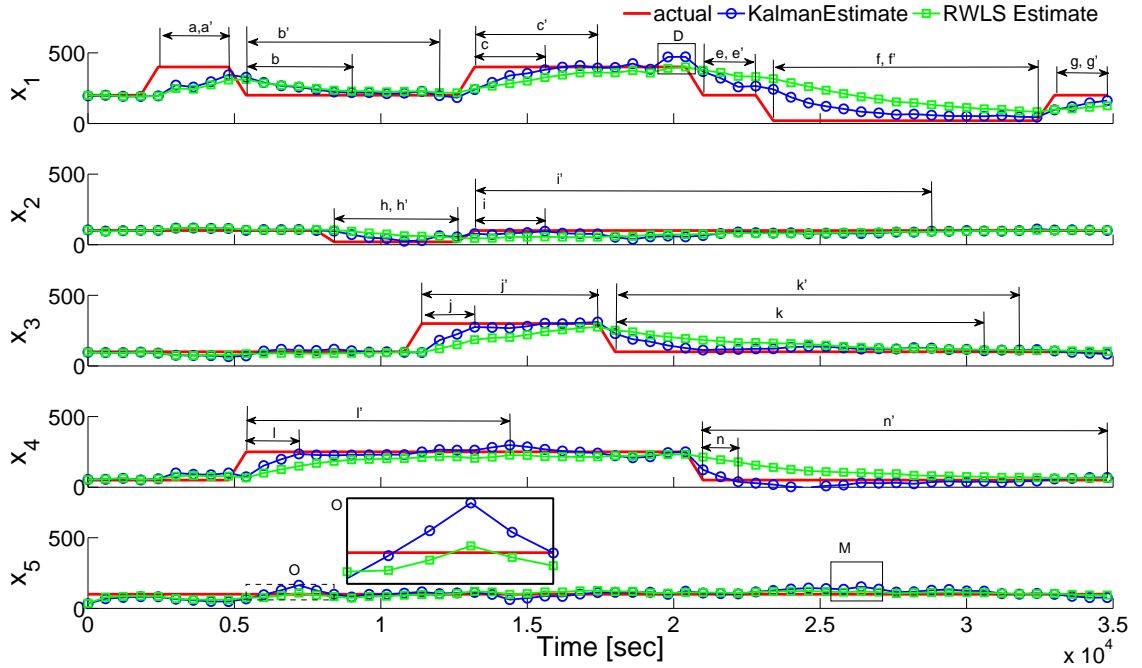 actual KalmanEstimate RWLS Estimate
x1
500
0
a,a'
b'
b
c'
c
D
e, e'
f, f'
g, g'
x2
500
0
h, h'
i'
i
x3
500
0
j'
j
k'
k
x4
500
0
l'
l
n'
n
x5
500
0
O
O
M
0 0.5 1 1.5 2 2.5 3 3.5
Time [sec]
x 10^4